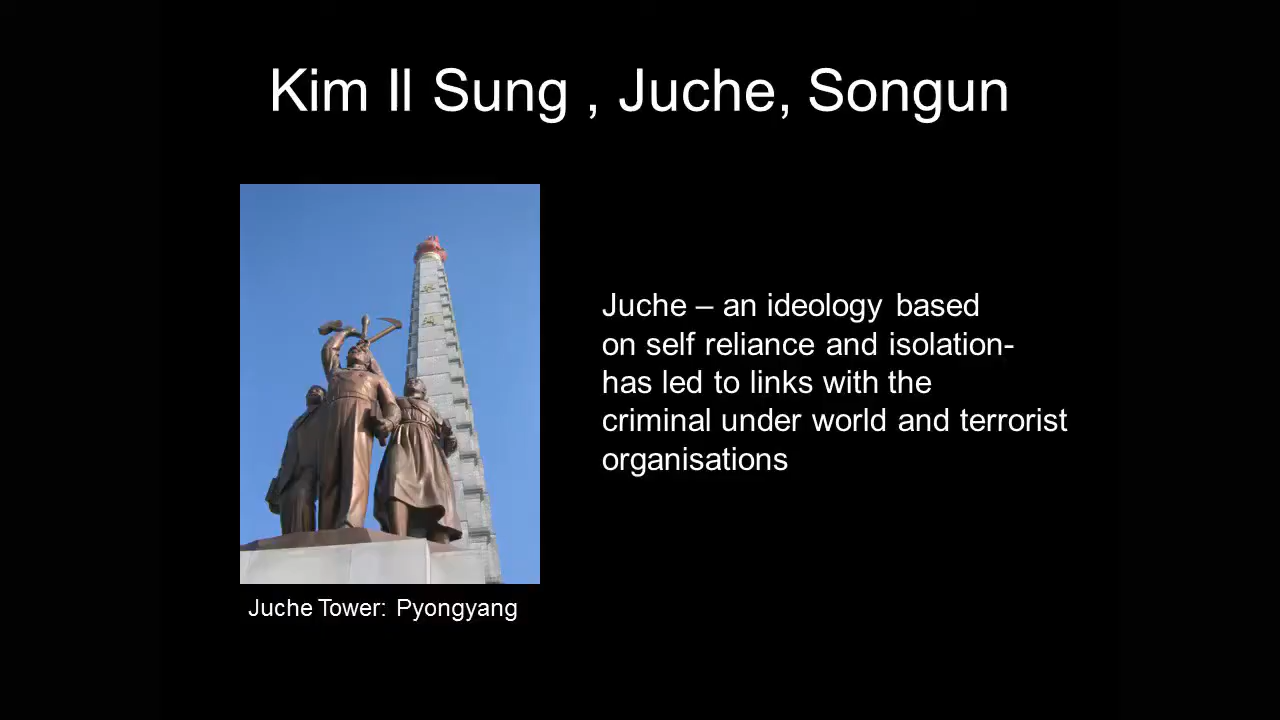 Kim Il Sung , Juche, Songun
Juche – an ideology based
on self reliance and isolation-
has led to links with the
criminal under world and terrorist
organisations
Juche Tower: Pyongyang